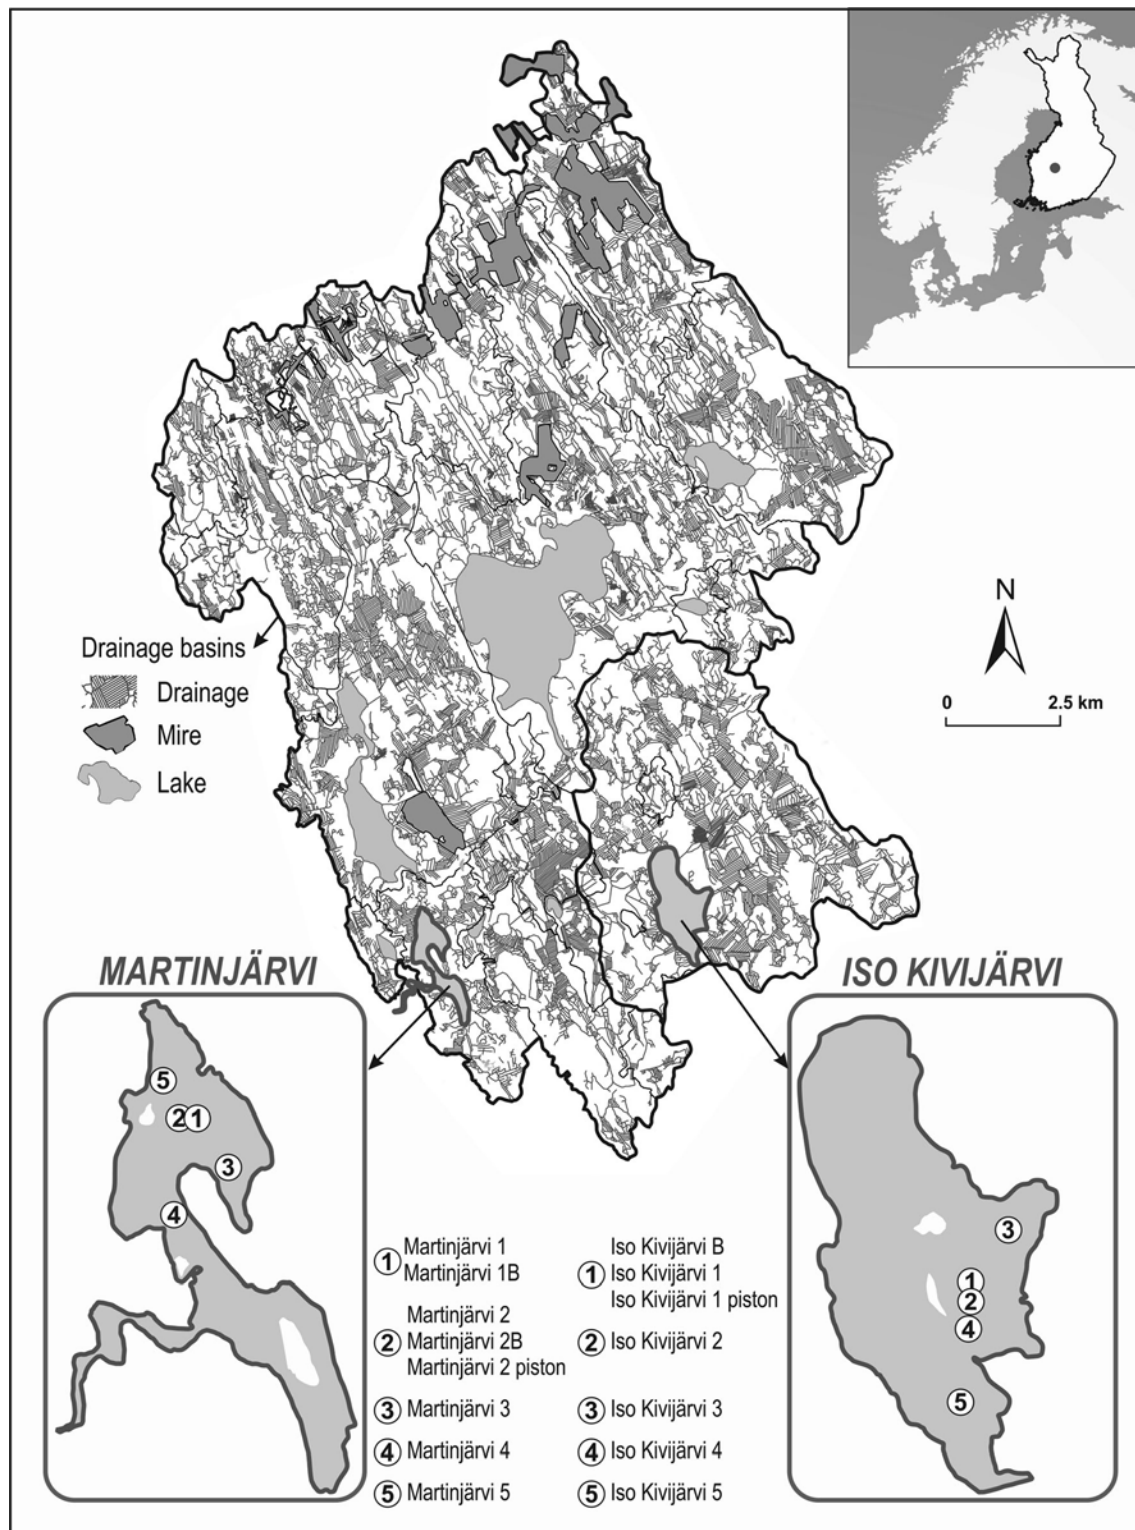 N
0 2.5 km
Drainage basins
Drainage
Mire
Lake
MARTINJÄRVI
5
2 1
3
4
ISO KIVIJÄRVI
3
1
2
4
5
1 Martinjärvi 1
Martinjärvi 1B
2 Martinjärvi 2
Martinjärvi 2B
Martinjärvi 2 piston
3 Martinjärvi 3
4 Martinjärvi 4
5 Martinjärvi 5
1 Iso Kivijärvi B
Iso Kivijärvi 1
Iso Kivijärvi 1 piston
2 Iso Kivijärvi 2
3 Iso Kivijärvi 3
4 Iso Kivijärvi 4
5 Iso Kivijärvi 5